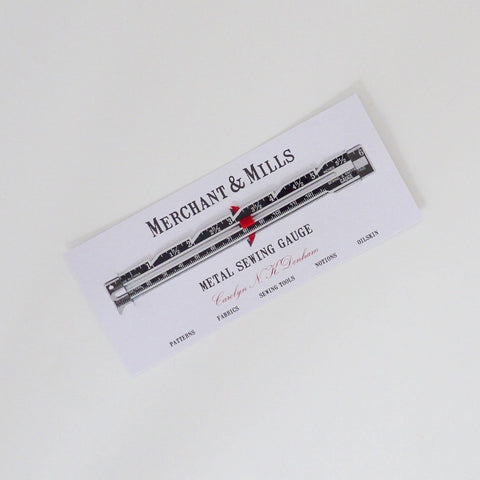 MERCHANT & MILLS
METAL SEWING GAUGE
Carolyn N. K. Denham
PATTERNS FABRICS SEWING TOOLS NOTIONS OILSKIN